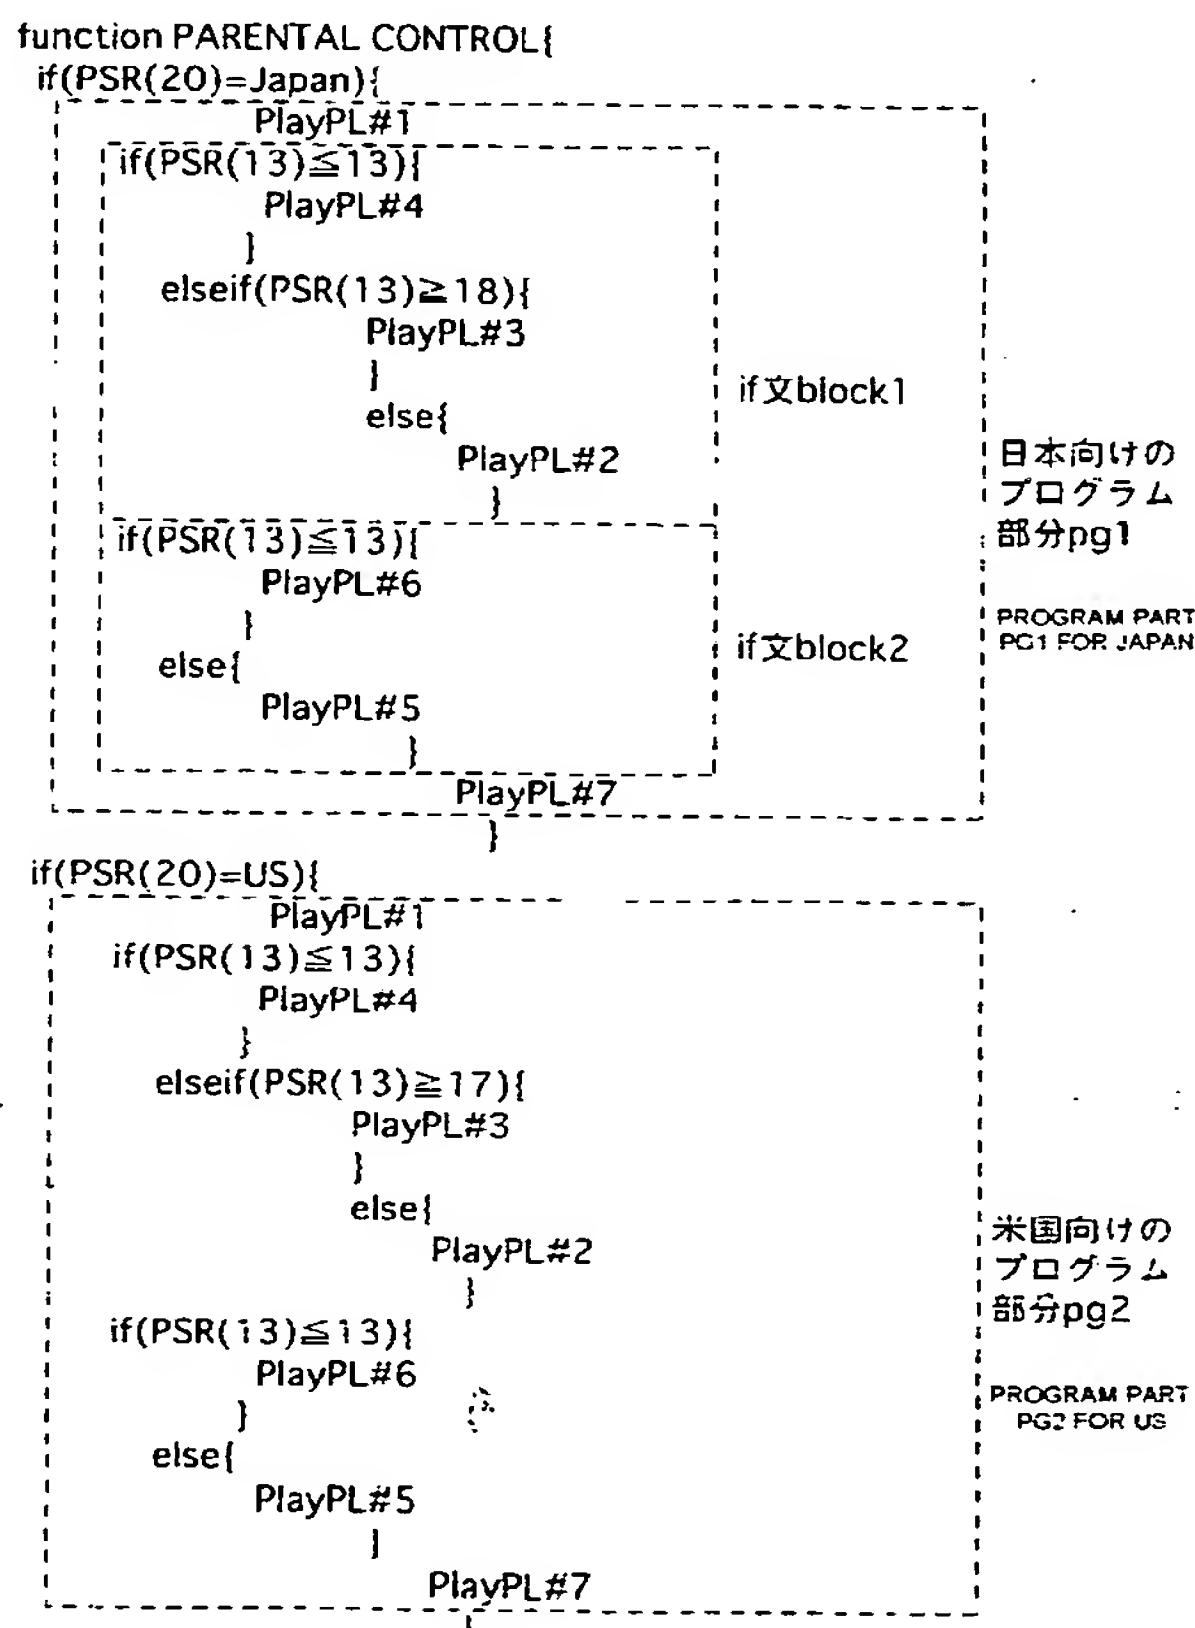 function PARENTAL CONTROL{
if(PSR(20)=Japan){
PlayPL#1
if(PSR(13)≦13){
PlayPL#4
}
elseif(PSR(13)≧18){
PlayPL#3
}
else{
PlayPL#2
}
if文block1
if(PSR(13)≦13){
PlayPL#6
}
else{
PlayPL#5
}
if文block2
PlayPL#7
}
日本向けの
プログラム
部分pg1
PROGRAM PART
PG1 FOR JAPAN
if(PSR(20)=US){
PlayPL#1
if(PSR(13)≦13){
PlayPL#4
}
elseif(PSR(13)≧17){
PlayPL#3
}
else{
PlayPL#2
}
if(PSR(13)≦13){
PlayPL#6
}
else{
PlayPL#5
}
PlayPL#7
}
米国向けの
プログラム
部分pg2
PROGRAM PART
PG2 FOR US